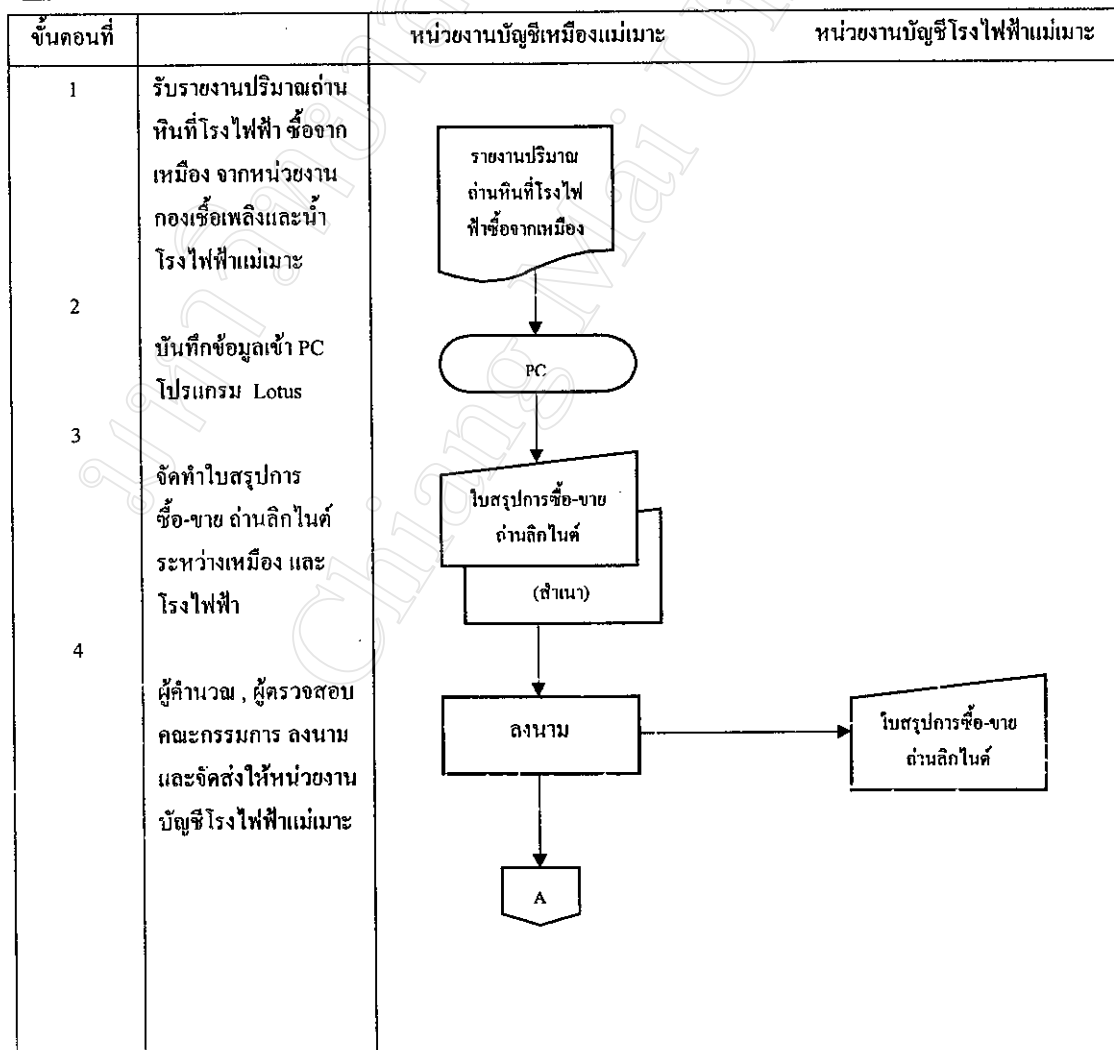 ขั้นตอนที่
หน่วยงานบัญชีเหมืองแม่เมาะ
หน่วยงานบัญชีโรงไฟฟ้าแม่เมาะ
1
รับรายงานปริมาณถ่าน
หินที่โรงไฟฟ้า ซื้อจาก
เหมือง จากหน่วยงาน
กองเชื้อเพลิงและน้ำ
โรงไฟฟ้าแม่เมาะ
รายงานปริมาณ
ถ่านหินที่โรงไฟ
ฟ้าซื้อจากเหมือง
2
บันทึกข้อมูลเข้า PC
โปรแกรม Lotus
PC
3
จัดทำใบสรุปการ
ซื้อ-ขาย ถ่านลิกไนต์
ระหว่างเหมือง และ
โรงไฟฟ้า
ใบสรุปการซื้อ-ขาย
ถ่านลิกไนต์
(สำเนา)
4
ผู้คำนวณ , ผู้ตรวจสอบ
คณะกรรมการ ลงนาม
และจัดส่งให้หน่วยงาน
บัญชีโรงไฟฟ้าแม่เมาะ
ลงนาม
ใบสรุปการซื้อ-ขาย
ถ่านลิกไนต์
A
Chiang Mai